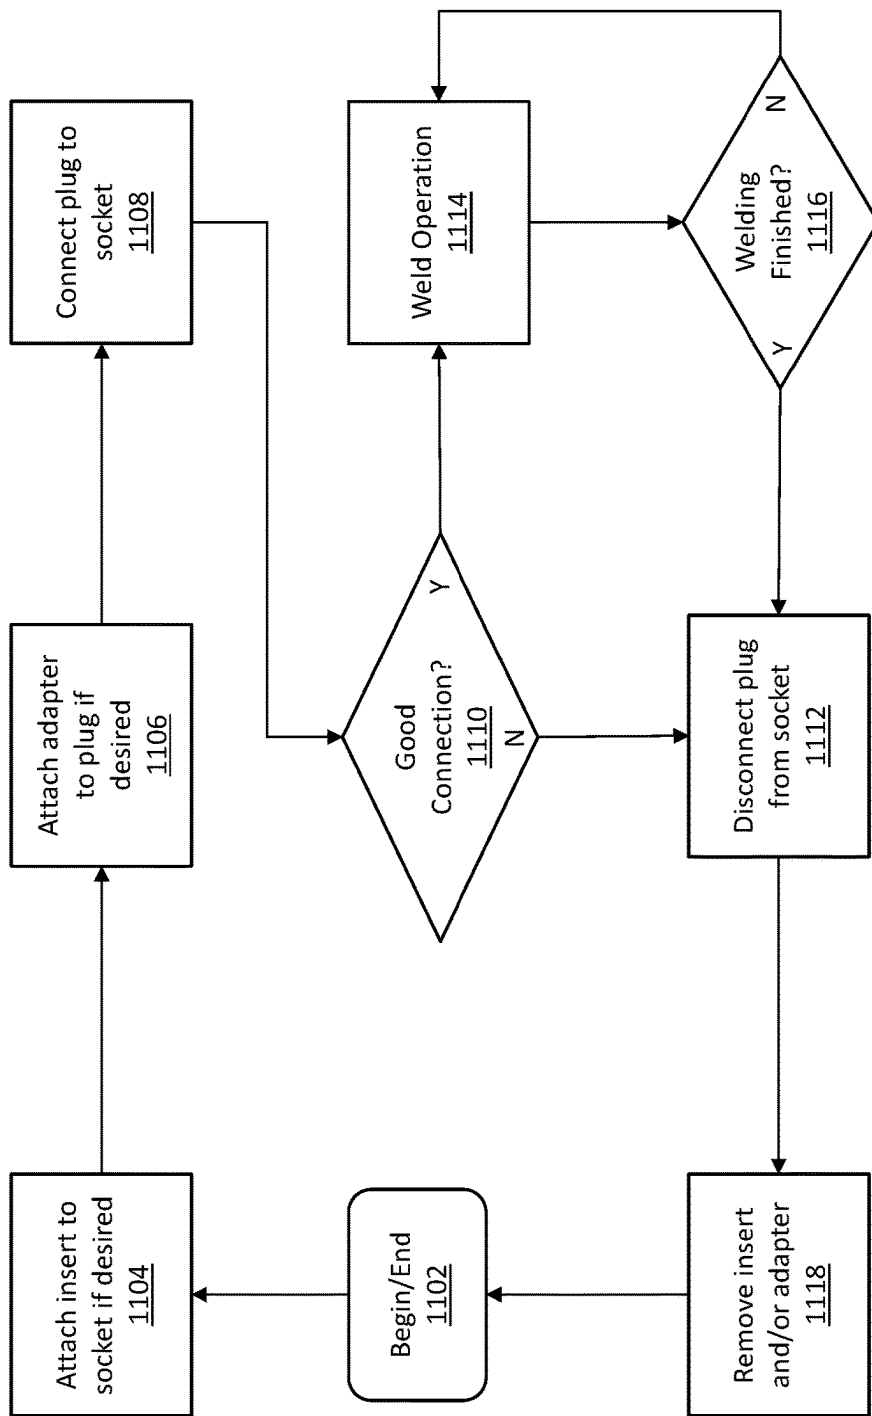 Attach insert to
socket if desired
1104
Attach adapter
to plug if
desired
1106
Connect plug to
socket
1108
Begin/End
1102
Good
Connection?
1110
Y
N
Weld Operation
1114
Remove insert
and/or adapter
1118
Disconnect plug
from socket
1112
Welding
Finished?
1116
Y
N